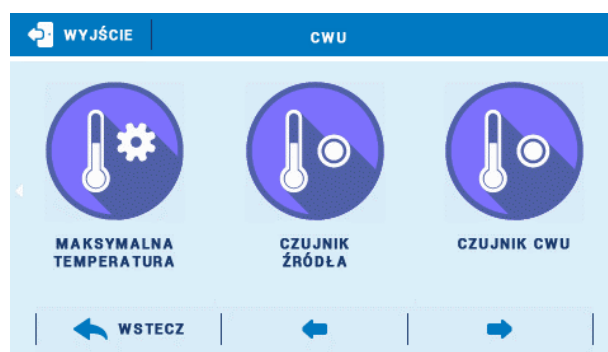 WYJŚCIE
CWU
MAKSYMALNA
TEMPERATURA
CZUJNIK
ŹRÓDŁA
CZUJNIK CWU
WSTECZ